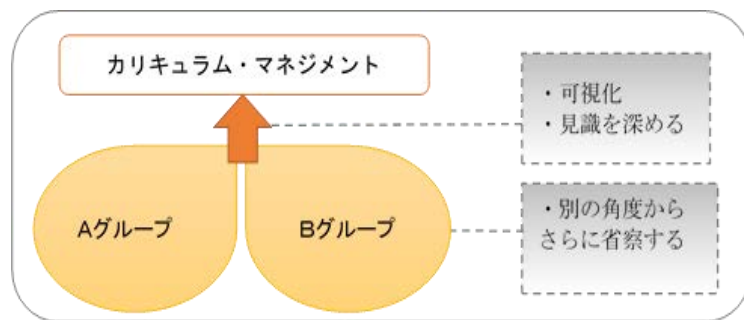 カリキュラム・マネジメント
・可視化
・見識を深める
Aグループ
Bグループ
・別の角度から
さらに省察する